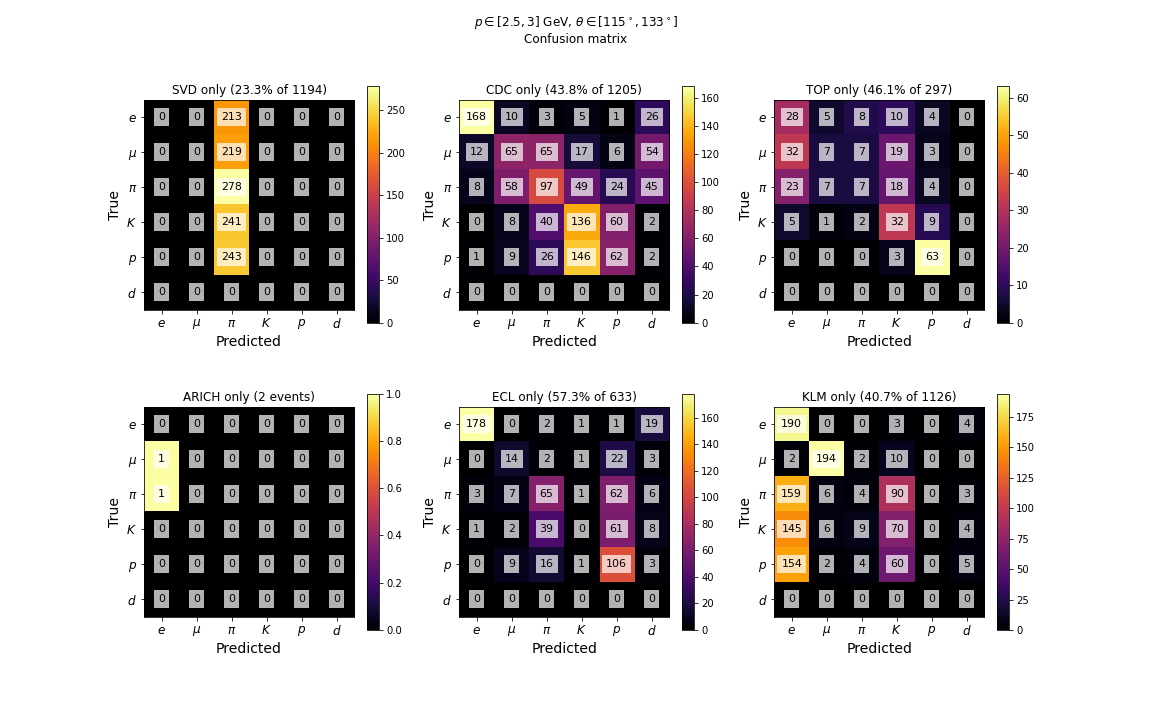 p ∈ [2.5, 3] GeV, θ ∈ [115°, 133°]
Confusion matrix
SVD only (23.3% of 1194)
True
e 0 0 213 0 0 0
μ 0 0 219 0 0 0
π 0 0 278 0 0 0
K 0 0 241 0 0 0
p 0 0 243 0 0 0
d 0 0 0 0 0 0
e μ π K p d
Predicted
250
200
150
100
50
0
CDC only (43.8% of 1205)
True
e 168 10 3 5 1 26
μ 12 65 65 17 6 54
π 8 58 97 49 24 45
K 0 8 40 136 60 2
p 1 9 26 146 62 2
d 0 0 0 0 0 0
e μ π K p d
Predicted
160
140
120
100
80
60
40
20
0
TOP only (46.1% of 297)
True
e 28 5 8 10 4 0
μ 32 7 7 19 3 0
π 23 7 7 18 4 0
K 5 1 2 32 9 0
p 0 0 0 3 63 0
d 0 0 0 0 0 0
e μ π K p d
Predicted
60
50
40
30
20
10
0
ARICH only (2 events)
True
e 0 0 0 0 0 0
μ 1 0 0 0 0 0
π 1 0 0 0 0 0
K 0 0 0 0 0 0
p 0 0 0 0 0 0
d 0 0 0 0 0 0
e μ π K p d
Predicted
1.0
0.8
0.6
0.4
0.2
0.0
ECL only (57.3% of 633)
True
e 178 0 2 1 1 19
μ 0 14 2 1 22 3
π 3 7 65 1 62 6
K 1 2 39 0 61 8
p 0 9 16 1 106 3
d 0 0 0 0 0 0
e μ π K p d
Predicted
160
140
120
100
80
60
40
20
0
KLM only (40.7% of 1126)
True
e 190 0 0 3 0 4
μ 2 194 2 10 0 0
π 159 6 4 90 0 3
K 145 6 9 70 0 4
p 154 2 4 60 0 5
d 0 0 0 0 0 0
e μ π K p d
Predicted
175
150
125
100
75
50
25
0